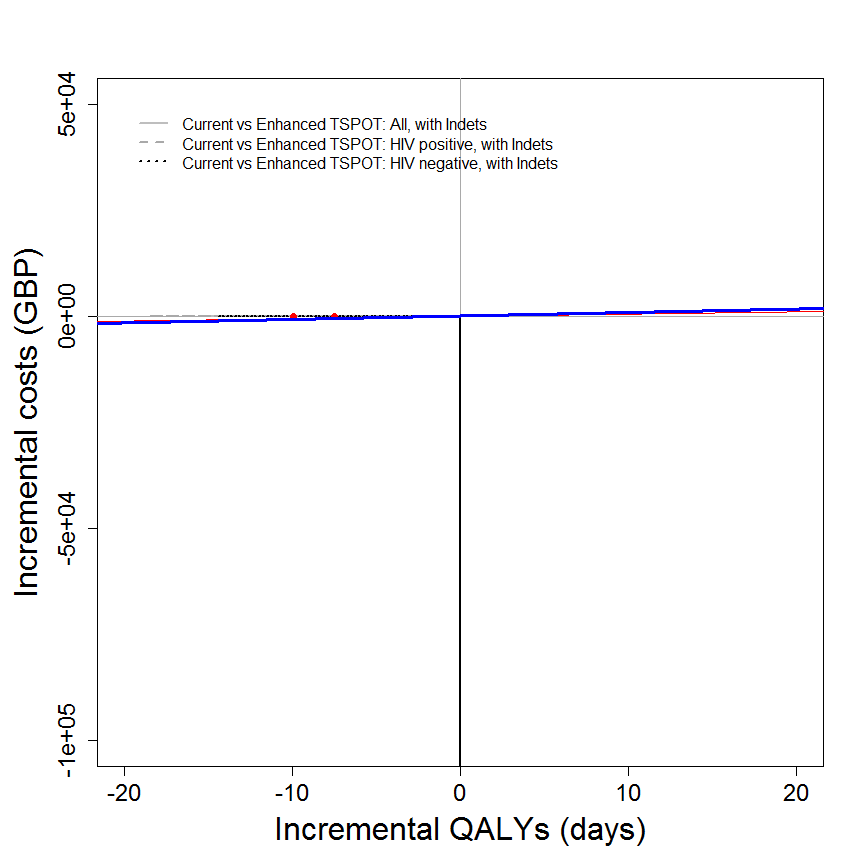 Current vs Enhanced TSPOT: All, with Indets
Current vs Enhanced TSPOT: HIV positive, with Indets
Current vs Enhanced TSPOT: HIV negative, with Indets
Incremental costs (GBP)
5e+04
0e+00
-5e+04
-1e+05
-20 -10 0 10 20
Incremental QALYs (days)